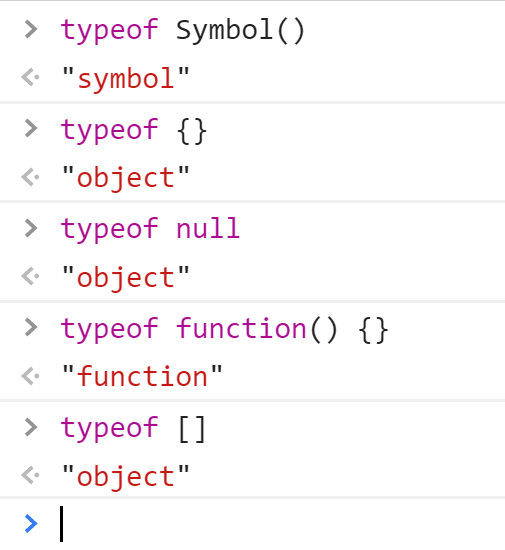 > typeof Symbol()
<· "symbol"
> typeof {}
<· "object"
> typeof null
<· "object"
> typeof function() {}
<· "function"
> typeof []
<· "object"
>